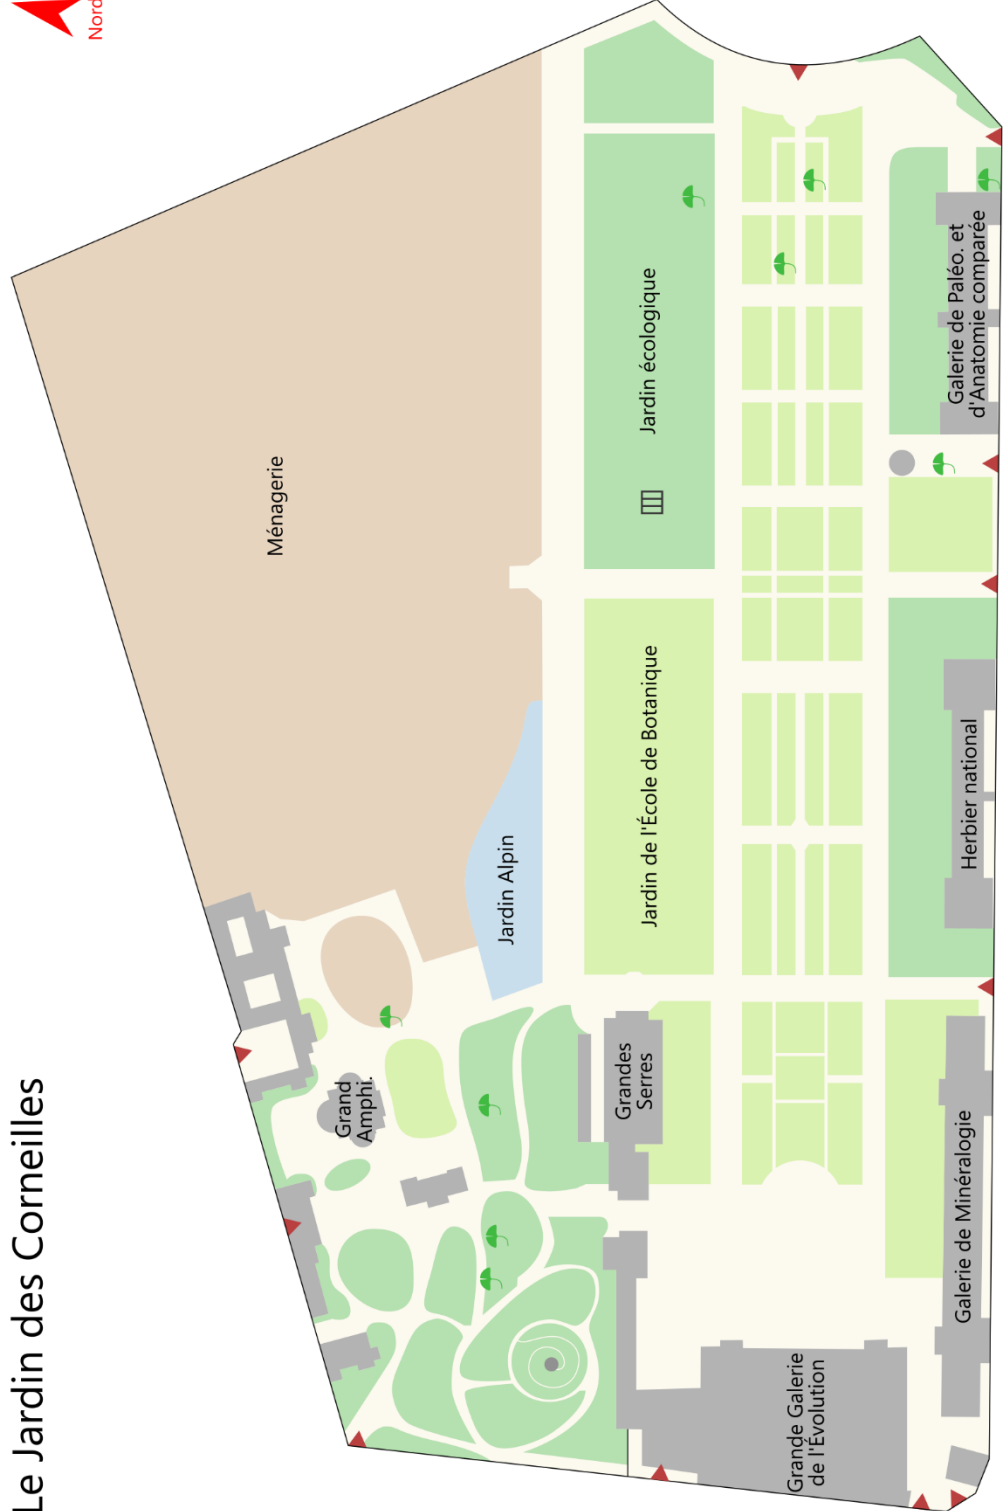 Le Jardin des Corneilles
Nord
Ménagerie
Jardin Alpin
Grand
Amphi.
Jardin écologique
Jardin de l'École de Botanique
Grandes
Serres
Grande Galerie
de l'Évolution
Galerie de Paléo. et
d'Anatomie comparée
Herbier national
Galerie de Minéralogie